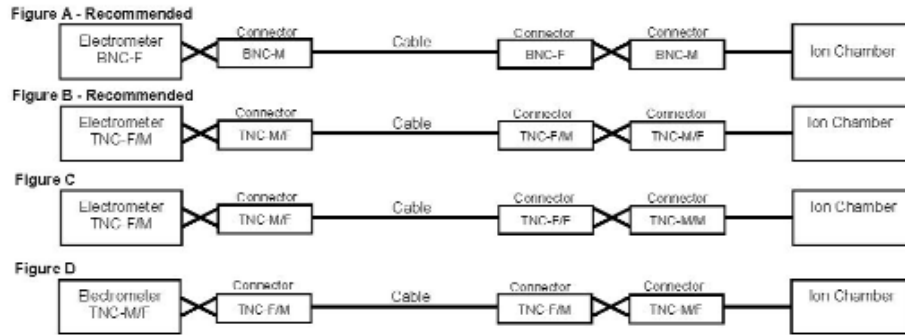 Figure A - Recommended
Electrometer
BNC-F
Connector
BNC-M
Cable
Connector
BNC-F
Connector
BNC-M
Ion Chamber
Figure B - Recommended
Electrometer
TNC-F/M
Connector
TNC-M/F
Cable
Connector
TNC-F/M
Connector
TNC-M/F
Ion Chamber
Figure C
Electrometer
TNC-F/M
Connector
TNC-M/F
Cable
Connector
TNC-F/F
Connector
TNC-M/M
Ion Chamber
Figure D
Electrometer
TNC-M/F
Connector
TNC-F/M
Cable
Connector
TNC-F/M
Connector
TNC-M/F
Ion Chamber